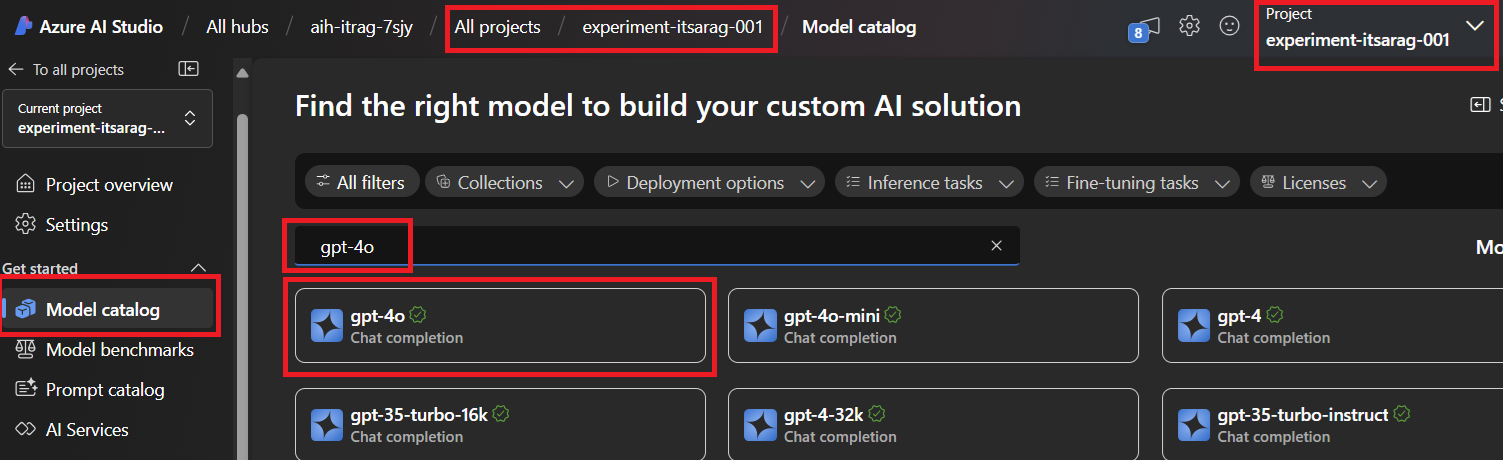 Azure AI Studio / All hubs / aih-itrag-7sjy / All projects / experiment-itsarag-001 / Model catalog
8
Project
experiment-itsarag-001
To all projects
Current project
experiment-itsarag-...
Project overview
Settings
Get started
Model catalog
Model benchmarks
Prompt catalog
AI Services
Find the right model to build your custom AI solution
S
All filters Collections Deployment options Inference tasks Fine-tuning tasks Licenses
gpt-4o
Mo
gpt-4o
Chat completion
gpt-4o-mini
Chat completion
gpt-4
Chat completion
gpt-35-turbo-16k
Chat completion
gpt-4-32k
Chat completion
gpt-35-turbo-instruct
Chat completion